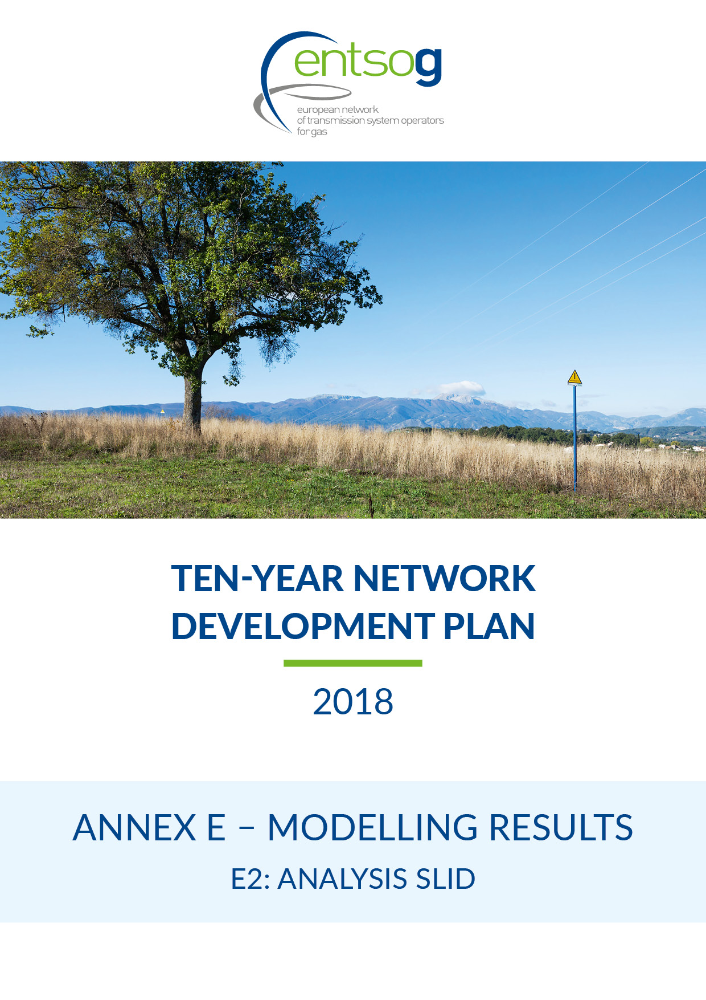 entsog
european network
of transmission system operators
for gas
TEN-YEAR NETWORK
DEVELOPMENT PLAN
2018
ANNEX E – MODELLING RESULTS
E2: ANALYSIS SLID